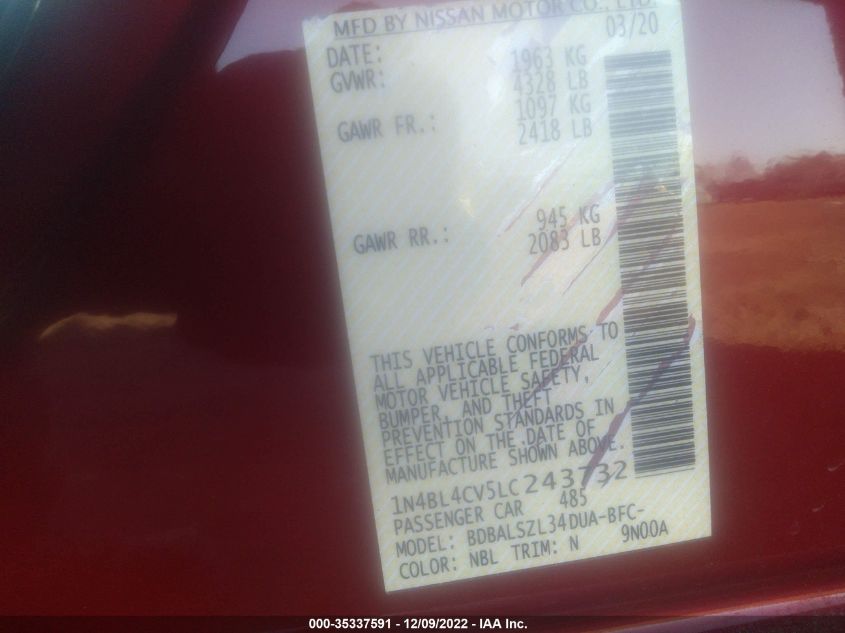 MFD BY NISSAN MOTOR CO., LTD.
DATE: 03/20
GVWR: 1963 KG
4328 LB
GAWR FR.: 1097 KG
2418 LB
GAWR RR.: 945 KG
2083 LB
THIS VEHICLE CONFORMS TO
ALL APPLICABLE FEDERAL
MOTOR VEHICLE SAFETY,
BUMPER, AND THEFT
PREVENTION STANDARDS IN
EFFECT ON THE DATE OF
MANUFACTURE SHOWN ABOVE.
1N4BL4CV5LC243732
PASSENGER CAR 485
MODEL: BDBALSZL34DUA-BFC-
COLOR: NBL TRIM: N 9N00A
000-35337591 - 12/09/2022 - IAA Inc.